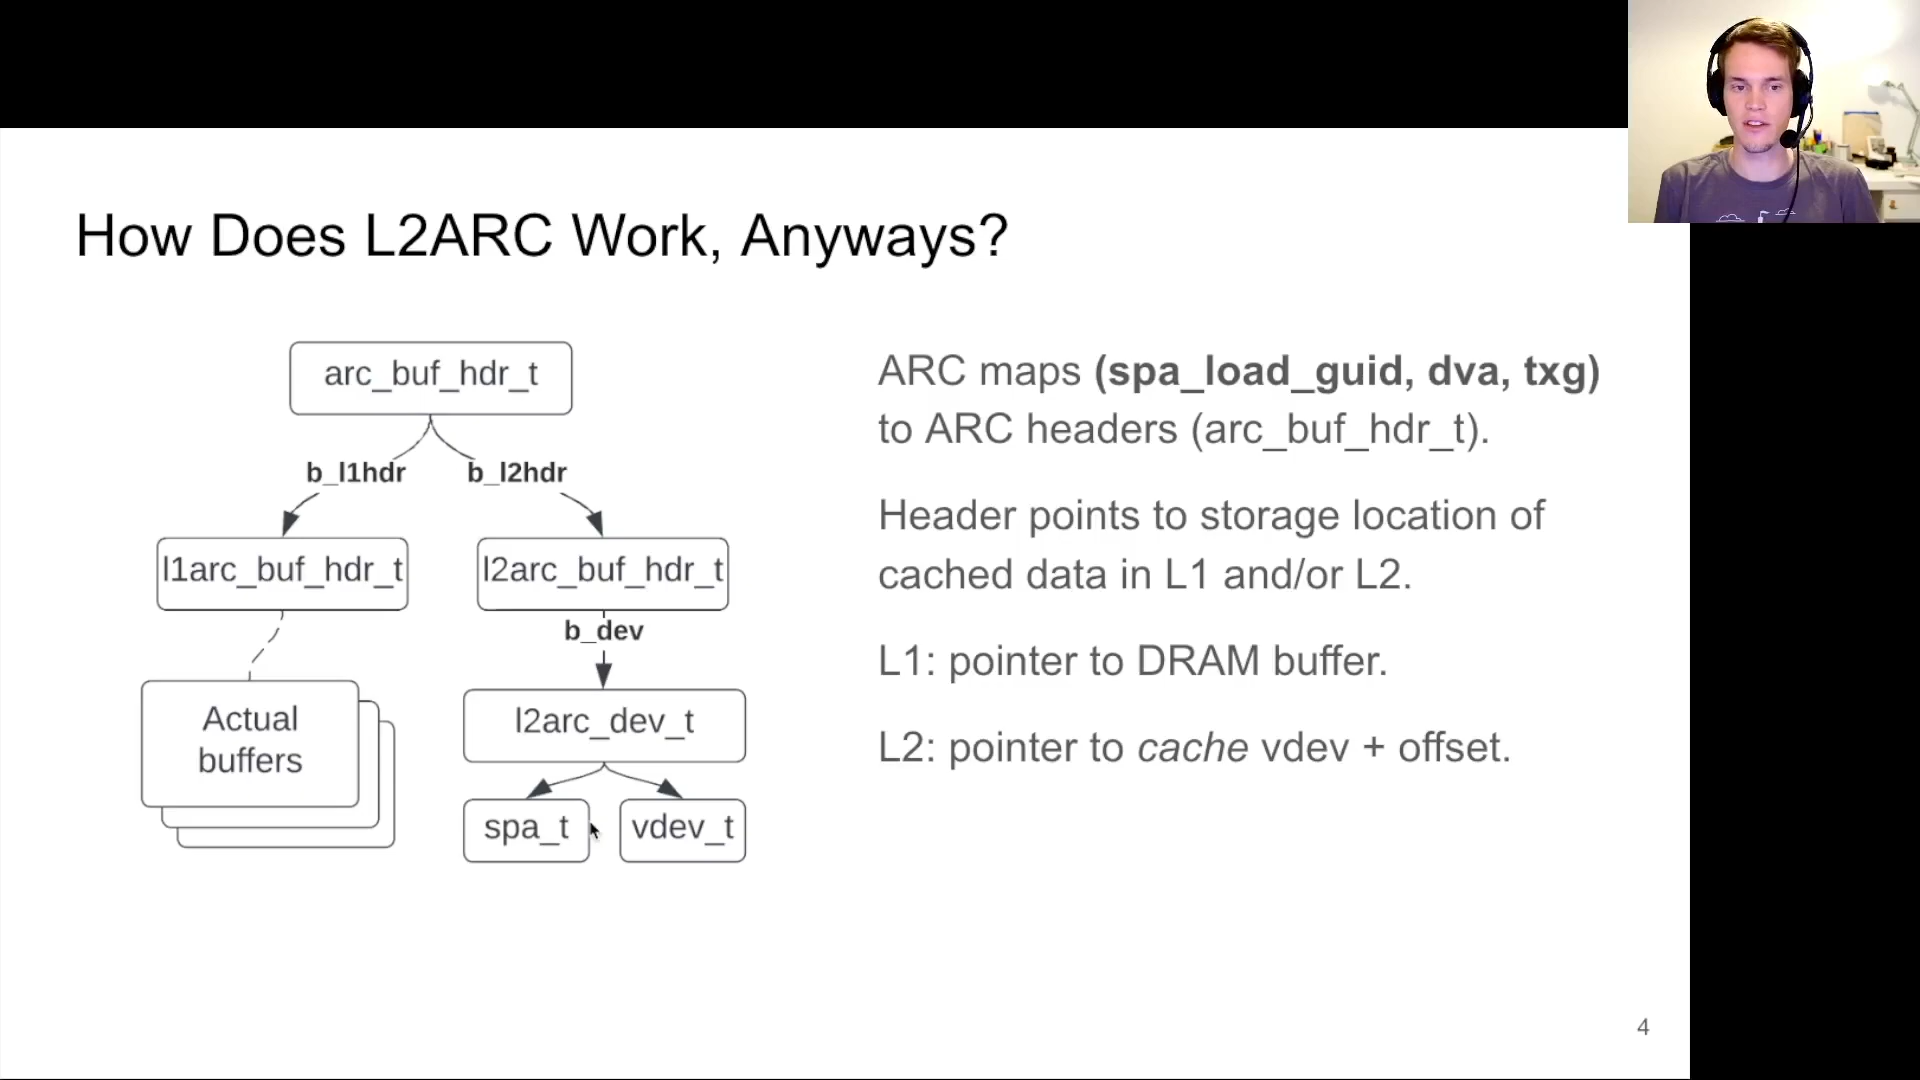 How Does L2ARC Work, Anyways?
arc_buf_hdr_t
b_l1hdr
b_l2hdr
l1arc_buf_hdr_t
l2arc_buf_hdr_t
b_dev
Actual
buffers
l2arc_dev_t
spa_t
vdev_t
ARC maps (spa_load_guid, dva, txg)
to ARC headers (arc_buf_hdr_t).
Header points to storage location of
cached data in L1 and/or L2.
L1: pointer to DRAM buffer.
L2: pointer to cache vdev + offset.
4